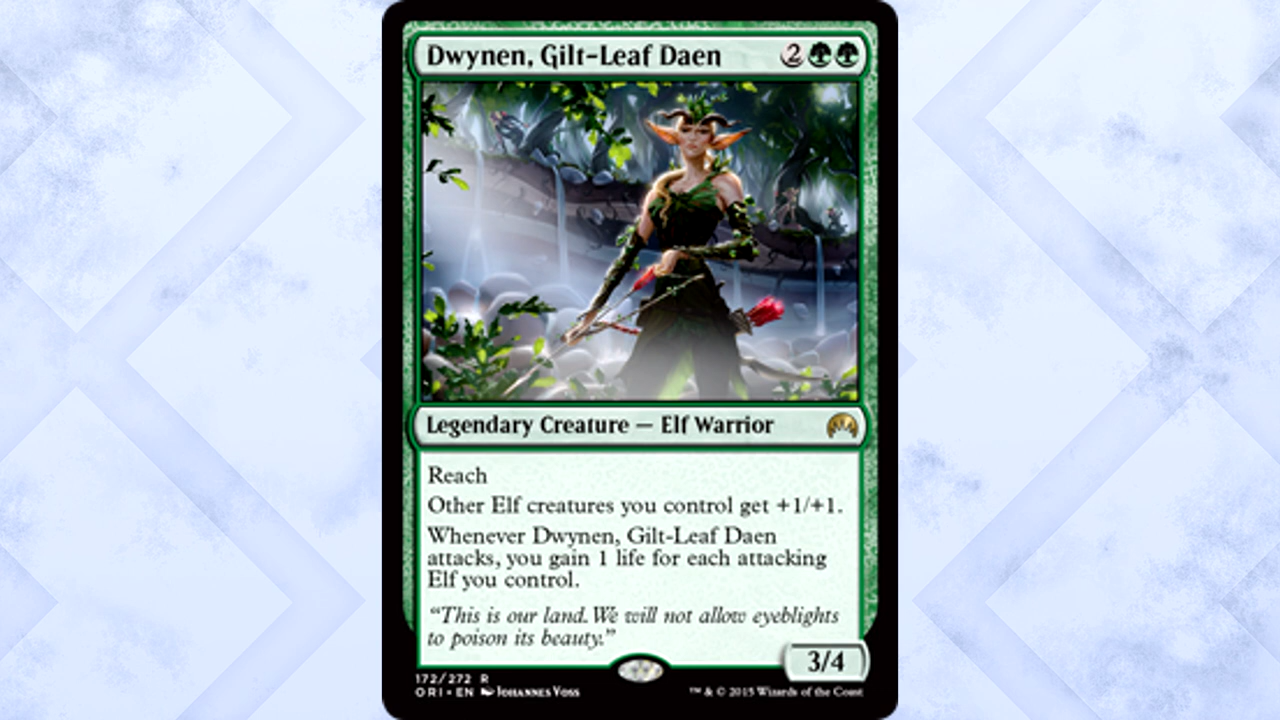 Dwynen, Gilt-Leaf Daen 2
Legendary Creature — Elf Warrior
Reach
Other Elf creatures you control get +1/+1.
Whenever Dwynen, Gilt-Leaf Daen
attacks, you gain 1 life for each attacking
Elf you control.
“This is our land. We will not allow eyeblights
to poison its beauty.”
3/4
172/272 R
ORI • EN Johannes Voss
™ & © 2015 Wizards of the Coast